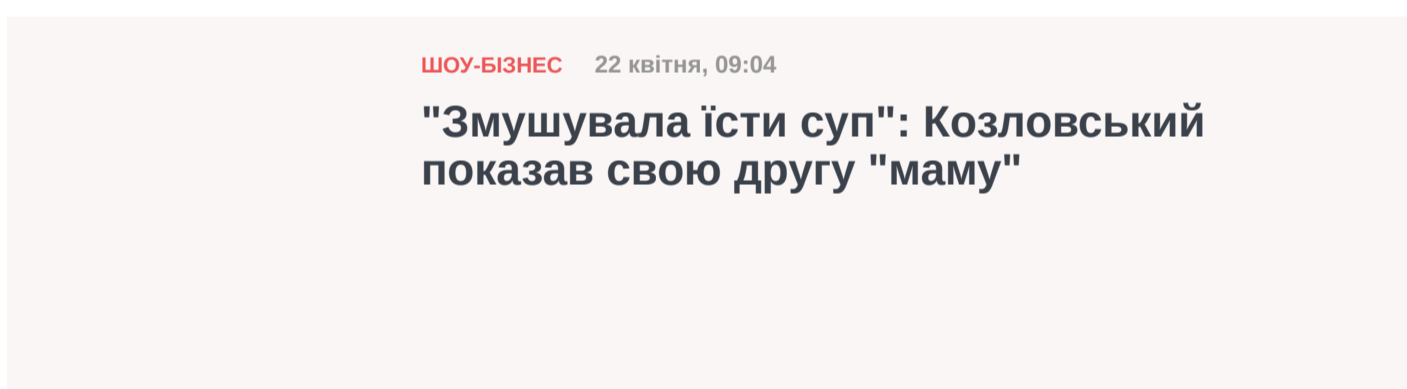 ШОУ-БІЗНЕС 22 квітня, 09:04
"Змушувала їсти суп": Козловський
показав свою другу "маму"